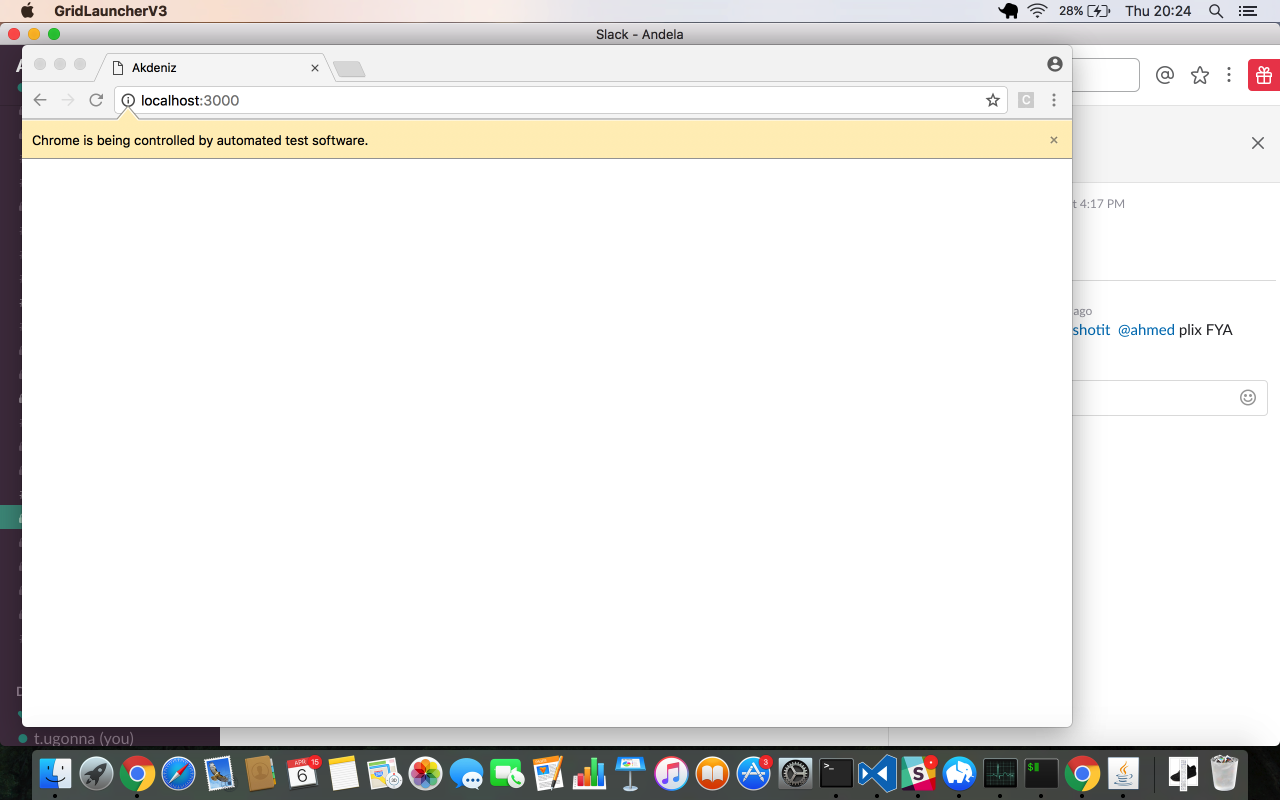 GridLauncherV3
28%
Thu 20:24
Slack - Andela
Akdeniz
localhost:3000
C
Chrome is being controlled by automated test software.
t 4:17 PM
ago
shotit @ahmed plix FYA
t.ugonna (you)
APR
15
6
3